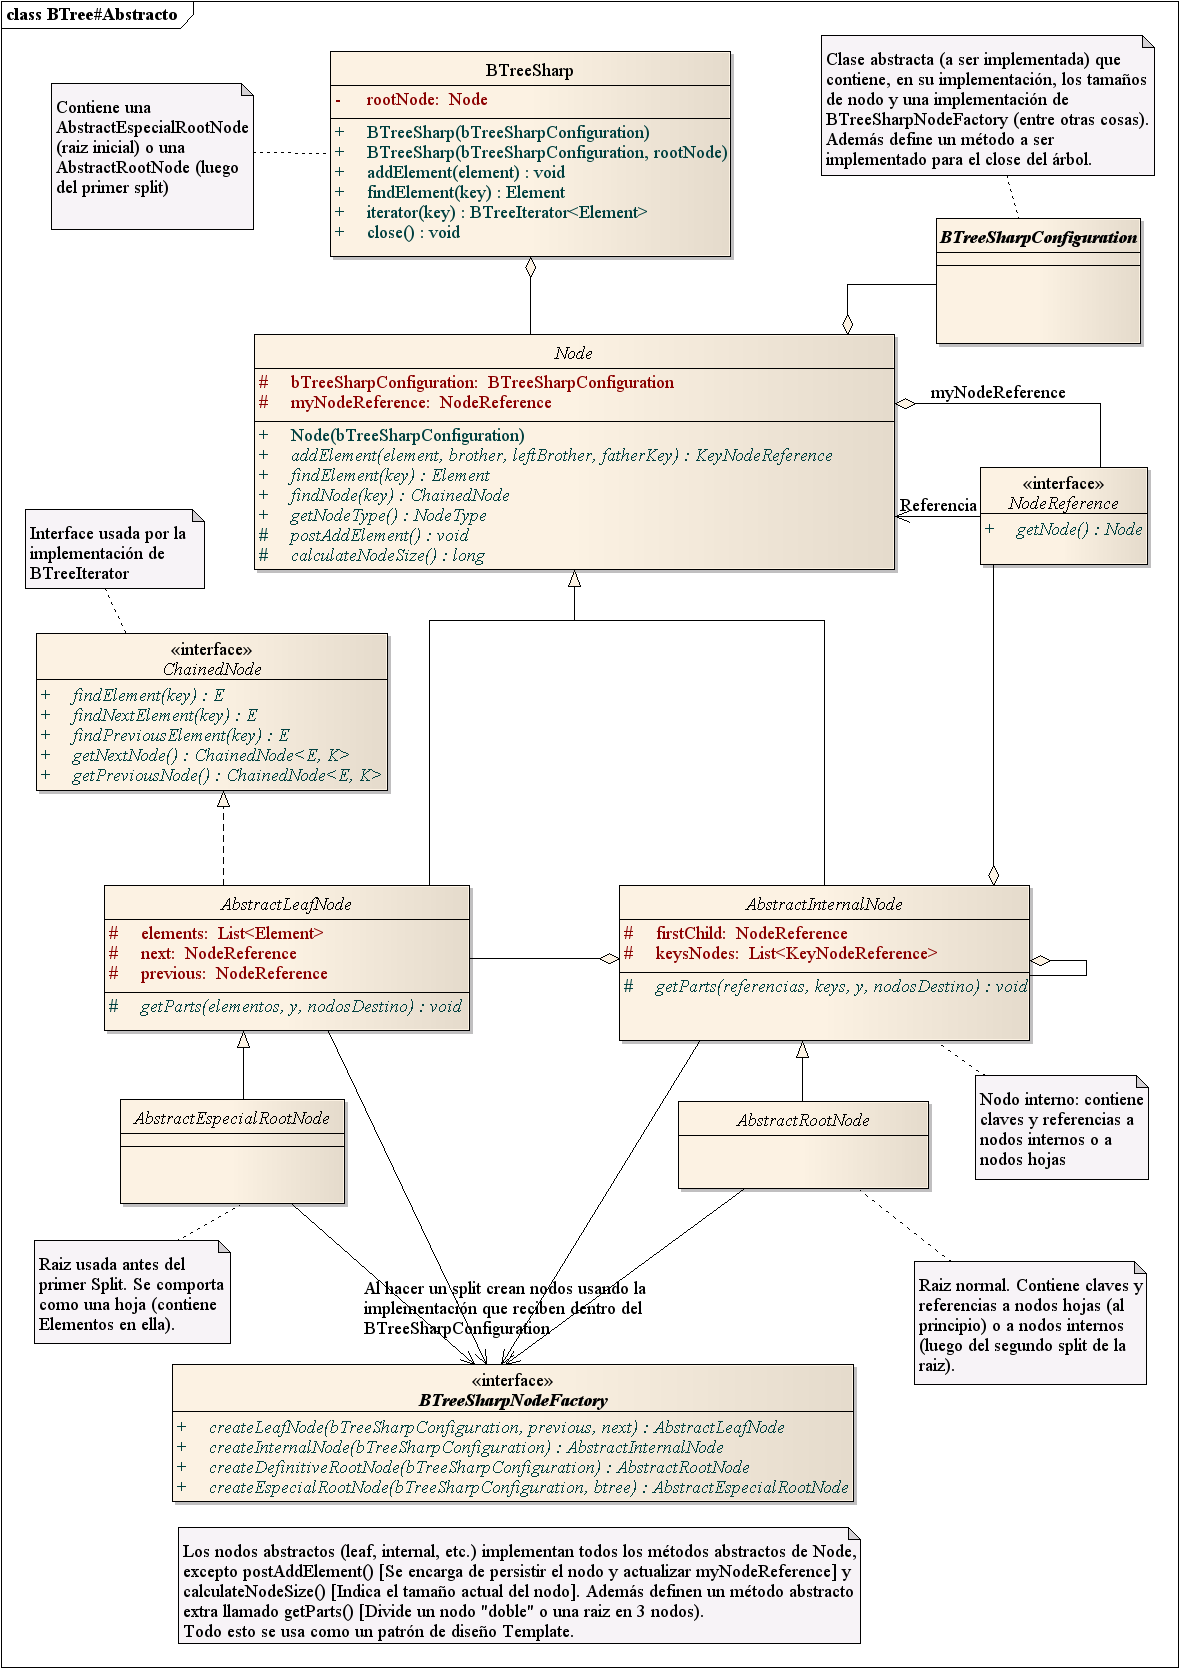 class BTree#Abstracto
Contiene una
AbstractEspecialRootNode
(raiz inicial) o una
AbstractRootNode (luego
del primer split)
BTreeSharp
- rootNode: Node
+ BTreeSharp(bTreeSharpConfiguration)
+ BTreeSharp(bTreeSharpConfiguration, rootNode)
+ addElement(element) : void
+ findElement(key) : Element
+ iterator(key) : BTreeIterator<Element>
+ close() : void
Clase abstracta (a ser implementada) que
contiene, en su implementación, los tamaños
de nodo y una implementación de
BTreeSharpNodeFactory (entre otras cosas).
Además define un método a ser
implementado para el close del árbol.
BTreeSharpConfiguration
Node
# bTreeSharpConfiguration: BTreeSharpConfiguration
# myNodeReference: NodeReference
+ Node(bTreeSharpConfiguration)
+ addElement(element, brother, leftBrother, fatherKey) : KeyNodeReference
+ findElement(key) : Element
+ findNode(key) : ChainedNode
+ getNodeType() : NodeType
# postAddElement() : void
# calculateNodeSize() : long
myNodeReference
Referencia
«interface»
NodeReference
+ getNode() : Node
Interface usada por la
implementación de
BTreeIterator
«interface»
ChainedNode
+ findElement(key) : E
+ findNextElement(key) : E
+ findPreviousElement(key) : E
+ getNextNode() : ChainedNode<E, K>
+ getPreviousNode() : ChainedNode<E, K>
AbstractLeafNode
# elements: List<Element>
# next: NodeReference
# previous: NodeReference
# getParts(elementos, y, nodosDestino) : void
AbstractInternalNode
# firstChild: NodeReference
# keysNodes: List<KeyNodeReference>
# getParts(referencias, keys, y, nodosDestino) : void
AbstractEspecialRootNode
AbstractRootNode
Nodo interno: contiene
claves y referencias a
nodos internos o a
nodos hojas
Raiz usada antes del
primer Split. Se comporta
como una hoja (contiene
Elementos en ella).
Al hacer un split crean nodos usando la
implementación que reciben dentro del
BTreeSharpConfiguration
Raiz normal. Contiene claves y
referencias a nodos hojas (al
principio) o a nodos internos
(luego del segundo split de la
raiz).
«interface»
BTreeSharpNodeFactory
+ createLeafNode(bTreeSharpConfiguration, previous, next) : AbstractLeafNode
+ createInternalNode(bTreeSharpConfiguration) : AbstractInternalNode
+ createDefinitiveRootNode(bTreeSharpConfiguration) : AbstractRootNode
+ createEspecialRootNode(bTreeSharpConfiguration, btree) : AbstractEspecialRootNode
Los nodos abstractos (leaf, internal, etc.) implementan todos los métodos abstractos de Node,
excepto postAddElement() [Se encarga de persistir el nodo y actualizar myNodeReference] y
calculateNodeSize() [Indica el tamaño actual del nodo]. Además definen un método abstracto
extra llamado getParts() [Divide un nodo "doble" o una raiz en 3 nodos).
Todo esto se usa como un patrón de diseño Template.